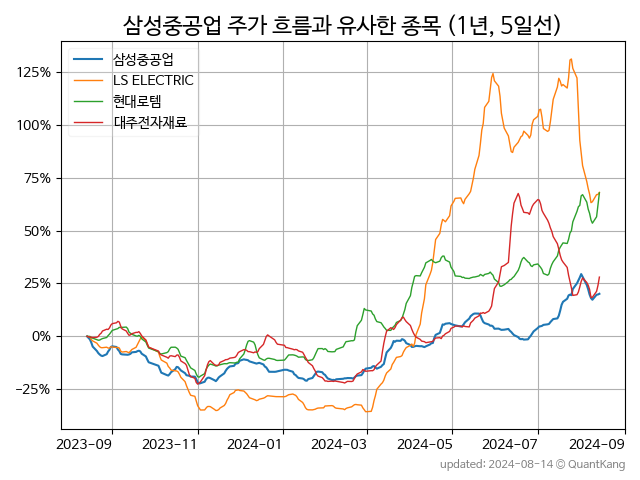 삼성중공업 주가 흐름과 유사한 종목 (1년, 5일선)
삼성중공업
LS ELECTRIC
현대로템
대주전자재료
125%
100%
75%
50%
25%
0%
−25%
2023-09 2023-11 2024-01 2024-03 2024-05 2024-07 2024-09
updated: 2024-08-14 © QuantKang